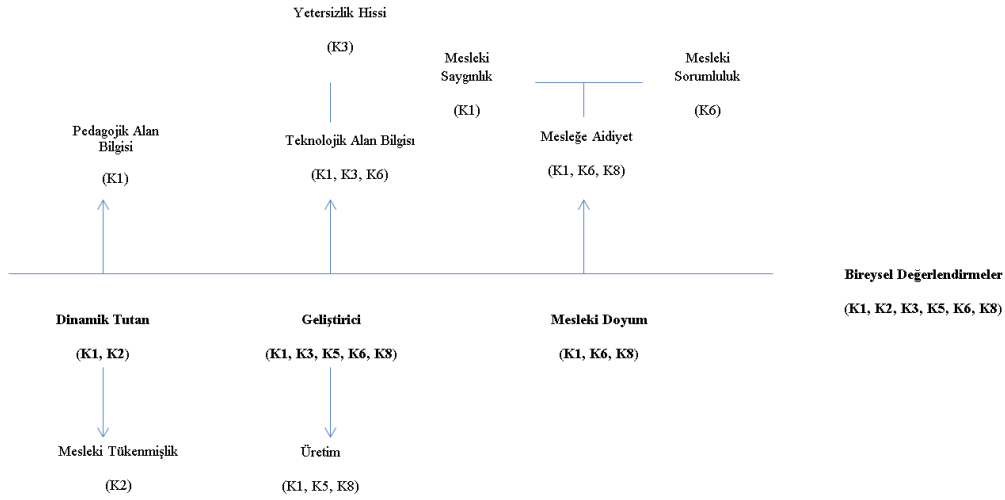 Yetersizlik Hissi
(K3)
Mesleki
Saygınlık
(K1)
Mesleki
Sorumluluk
(K6)
Pedagojik Alan
Bilgisi
(K1)
Teknolojik Alan Bilgisi
(K1, K3, K6)
Mesleğe Aidiyet
(K1, K6, K8)
Bireysel Değerlendirmeler
(K1, K2, K3, K5, K6, K8)
Dinamik Tutan
(K1, K2)
Geliştirici
(K1, K3, K5, K6, K8)
Mesleki Doyum
(K1, K6, K8)
Mesleki Tükenmişlik
(K2)
Üretim
(K1, K5, K8)